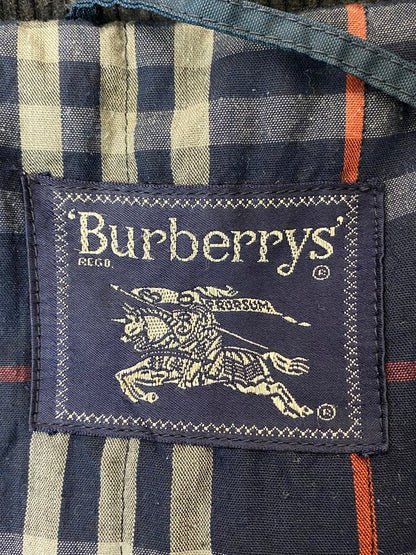 'Burberrys'
REGD. ®
PRORSUM
®